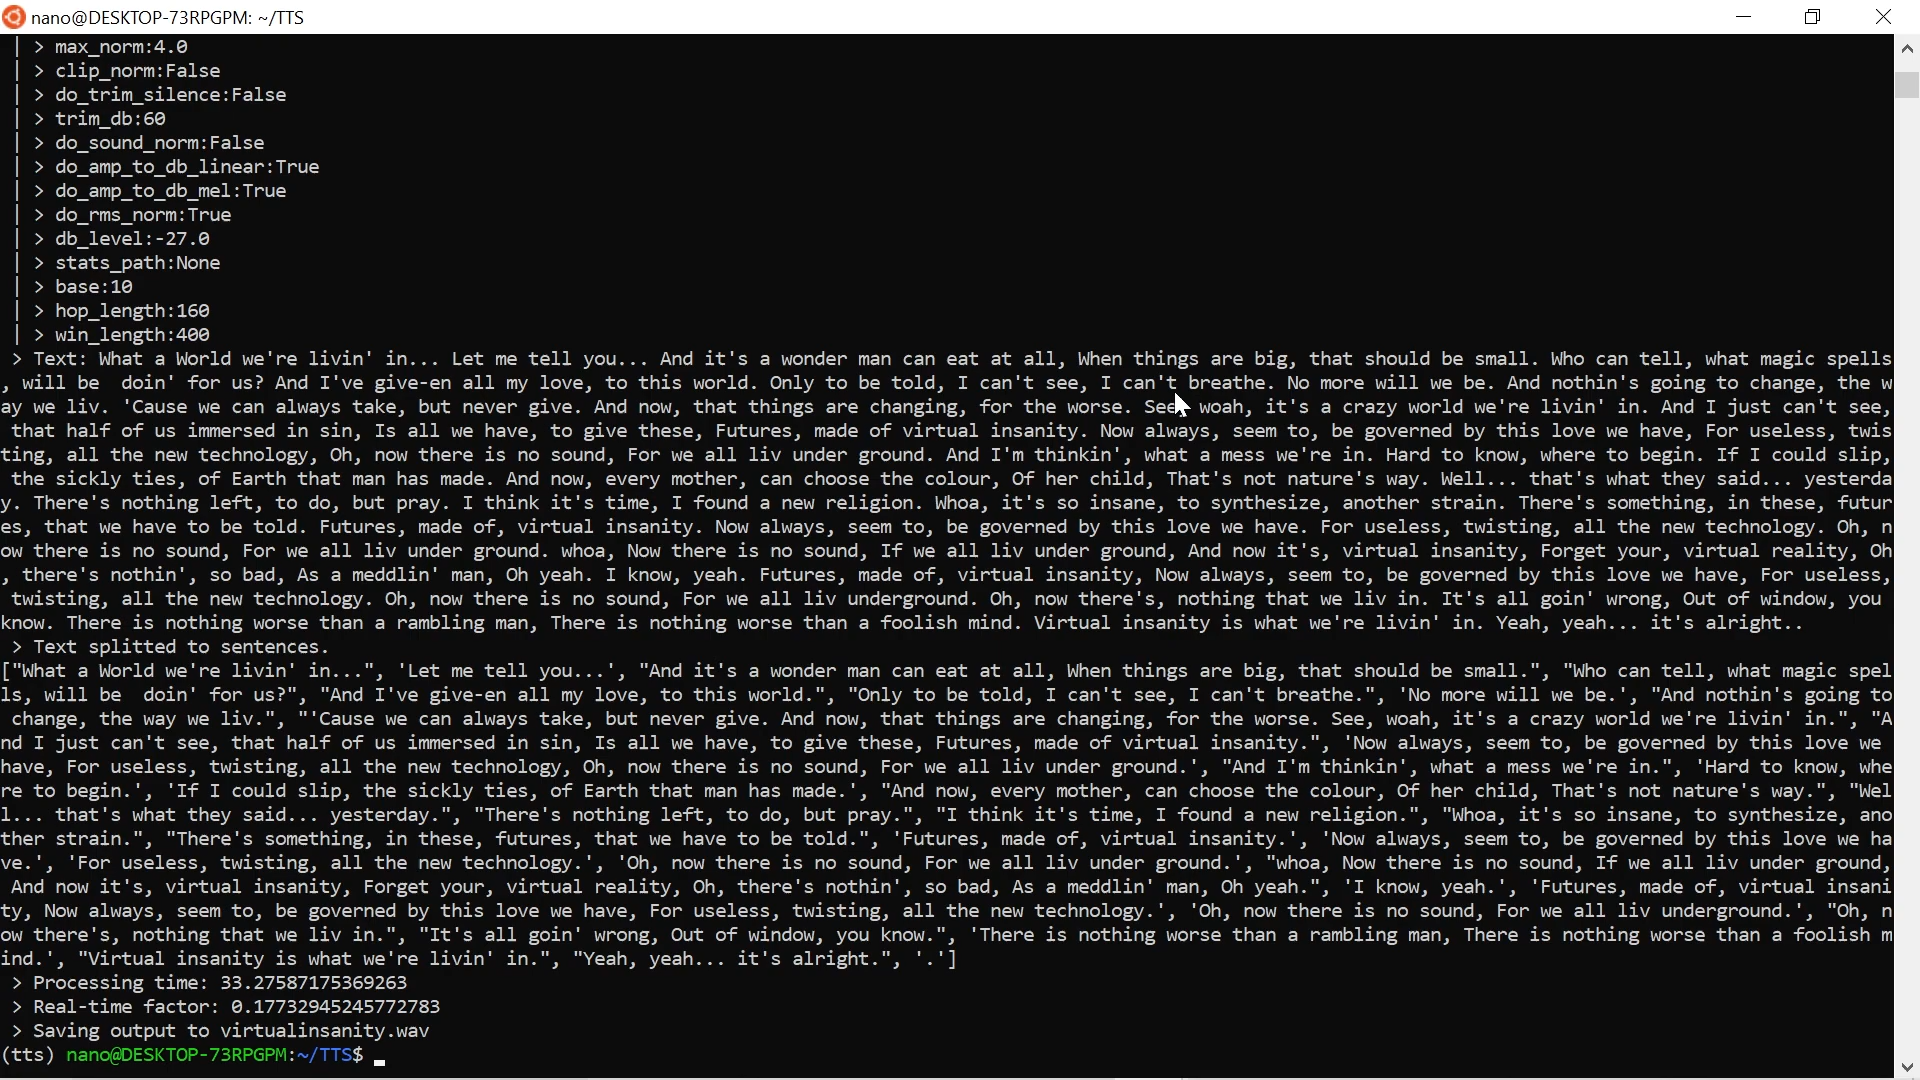 nano@DESKTOP-73RPGPM: ~/TTS
| > max_norm:4.0
| > clip_norm:False
| > do_trim_silence:False
| > trim_db:60
| > do_sound_norm:False
| > do_amp_to_db_linear:True
| > do_amp_to_db_mel:True
| > do_rms_norm:True
| > db_level:-27.0
| > stats_path:None
| > base:10
| > hop_length:160
| > win_length:400
> Text: What a World we're livin' in... Let me tell you... And it's a wonder man can eat at all, When things are big, that should be small. Who can tell, what magic spells
, will be  doin' for us? And I've give-en all my love, to this world. Only to be told, I can't see, I can't breathe. No more will we be. And nothin's going to change, the w
ay we liv. 'Cause we can always take, but never give. And now, that things are changing, for the worse. See woah, it's a crazy world we're livin' in. And I just can't see,
that half of us immersed in sin, Is all we have, to give these, Futures, made of virtual insanity. Now always, seem to, be governed by this love we have, For useless, twis
ting, all the new technology, Oh, now there is no sound, For we all liv under ground. And I'm thinkin', what a mess we're in. Hard to know, where to begin. If I could slip,
the sickly ties, of Earth that man has made. And now, every mother, can choose the colour, Of her child, That's not nature's way. Well... that's what they said... yesterda
y. There's nothing left, to do, but pray. I think it's time, I found a new religion. Whoa, it's so insane, to synthesize, another strain. There's something, in these, futur
es, that we have to be told. Futures, made of, virtual insanity. Now always, seem to, be governed by this love we have. For useless, twisting, all the new technology. Oh, n
ow there is no sound, For we all liv under ground. whoa, Now there is no sound, If we all liv under ground, And now it's, virtual insanity, Forget your, virtual reality, Oh
, there's nothin', so bad, As a meddlin' man, Oh yeah. I know, yeah. Futures, made of, virtual insanity, Now always, seem to, be governed by this love we have, For useless,
twisting, all the new technology. Oh, now there is no sound, For we all liv underground. Oh, now there's, nothing that we liv in. It's all goin' wrong, Out of window, you
know. There is nothing worse than a rambling man, There is nothing worse than a foolish mind. Virtual insanity is what we're livin' in. Yeah, yeah... it's alright..
> Text splitted to sentences.
["What a World we're livin' in...", 'Let me tell you...', "And it's a wonder man can eat at all, When things are big, that should be small.", "Who can tell, what magic spel
ls, will be  doin' for us?", "And I've give-en all my love, to this world.", "Only to be told, I can't see, I can't breathe.", 'No more will we be.', "And nothin's going to
change, the way we liv.", "'Cause we can always take, but never give. And now, that things are changing, for the worse. See, woah, it's a crazy world we're livin' in.", "A
nd I just can't see, that half of us immersed in sin, Is all we have, to give these, Futures, made of virtual insanity.", 'Now always, seem to, be governed by this love we
have, For useless, twisting, all the new technology, Oh, now there is no sound, For we all liv under ground.', "And I'm thinkin', what a mess we're in.", 'Hard to know, whe
re to begin.', 'If I could slip, the sickly ties, of Earth that man has made.', "And now, every mother, can choose the colour, Of her child, That's not nature's way.", "Wel
l... that's what they said... yesterday.", "There's nothing left, to do, but pray.", "I think it's time, I found a new religion.", "Whoa, it's so insane, to synthesize, ano
ther strain.", "There's something, in these, futures, that we have to be told.", 'Futures, made of, virtual insanity.', 'Now always, seem to, be governed by this love we ha
ve.', 'For useless, twisting, all the new technology.', 'Oh, now there is no sound, For we all liv under ground.', "whoa, Now there is no sound, If we all liv under ground,
And now it's, virtual insanity, Forget your, virtual reality, Oh, there's nothin', so bad, As a meddlin' man, Oh yeah.", 'I know, yeah.', 'Futures, made of, virtual insani
ty, Now always, seem to, be governed by this love we have, For useless, twisting, all the new technology.', 'Oh, now there is no sound, For we all liv underground.', "Oh, n
ow there's, nothing that we liv in.", "It's all goin' wrong, Out of window, you know.", 'There is nothing worse than a rambling man, There is nothing worse than a foolish m
ind.', "Virtual insanity is what we're livin' in.", "Yeah, yeah... it's alright.", '.']
> Processing time: 33.27587175369263
> Real-time factor: 0.17732945245772783
> Saving output to virtualinsanity.wav
(tts) nano@DESKTOP-73RPGPM:~/TTS$